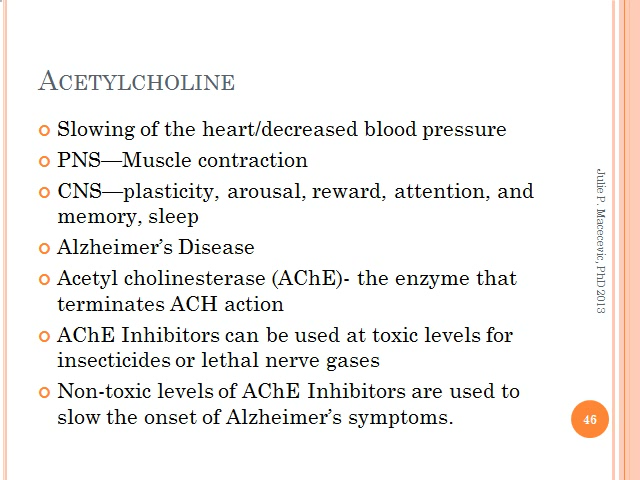 ACETYLCHOLINE
Slowing of the heart/decreased blood pressure
PNS—Muscle contraction
CNS—plasticity, arousal, reward, attention, and
memory, sleep
Alzheimer's Disease
Acetyl cholinesterase (AChE)- the enzyme that
terminates ACH action
AChE Inhibitors can be used at toxic levels for
insecticides or lethal nerve gases
Non-toxic levels of AChE Inhibitors are used to
slow the onset of Alzheimer's symptoms.
Julie P. Macecevic, PhD 2013
46